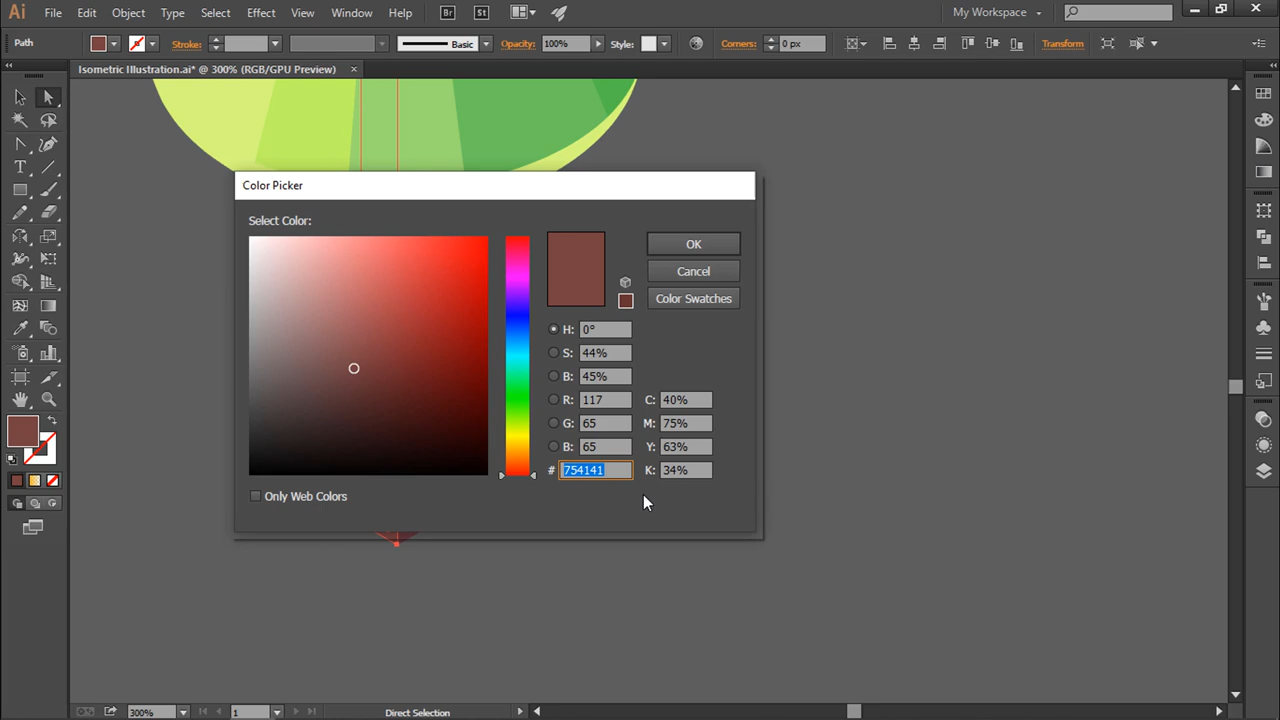 Ai File Edit Object Type Select Effect View Window Help Br St My Workspace
Path Stroke: Basic Opacity: 100% Style: Corners: 0 px Transform
Isometric Illustration.ai* @ 300% (RGB/GPU Preview)
Color Picker
Select Color:
OK
Cancel
Color Swatches
H: 0°
S: 44%
B: 45%
R: 117 C: 40%
G: 65 M: 75%
B: 65 Y: 63%
# 754141 K: 34%
Only Web Colors
300% 1 Direct Selection